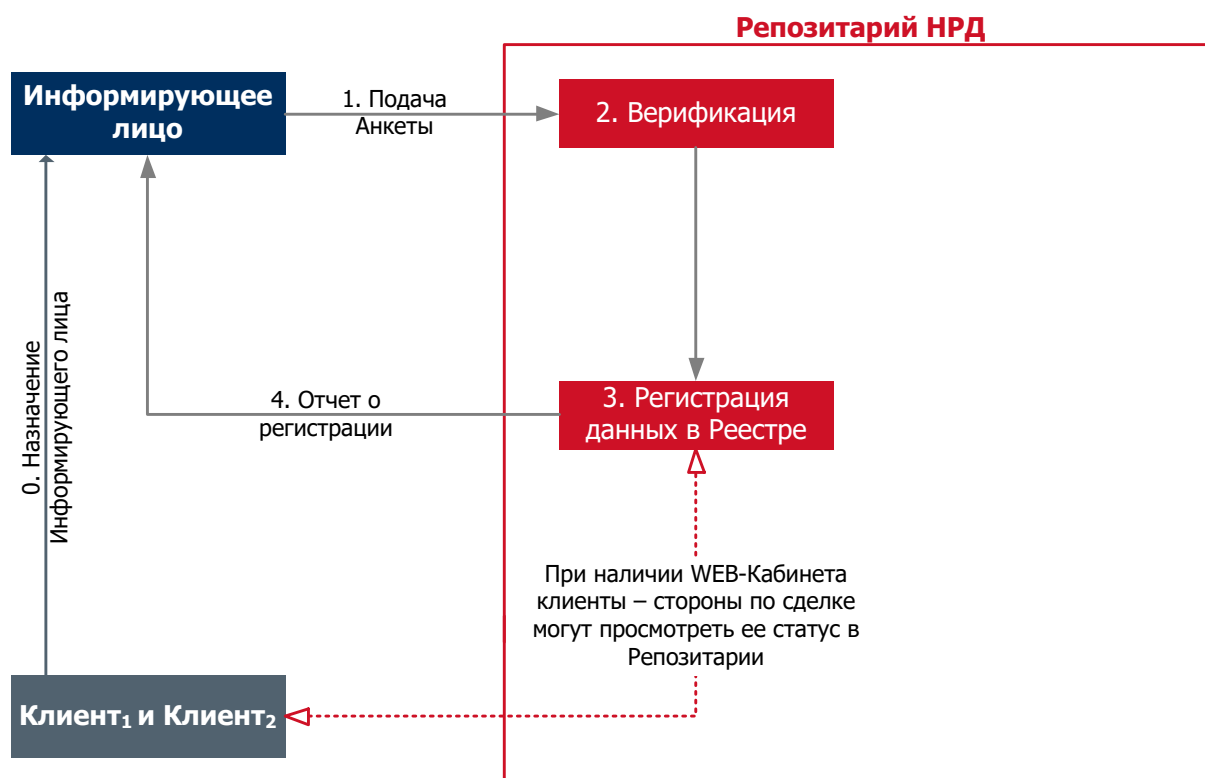 Репозитарий НРД
Информирующее
лицо
1. Подача
Анкеты
2. Верификация
0. Назначение
Информирующего лица
4. Отчет о
регистрации
3. Регистрация
данных в Реестре
При наличии WEB-Кабинета
клиенты – стороны по сделке
могут просмотреть ее статус в
Репозитарии
Клиент₁ и Клиент₂